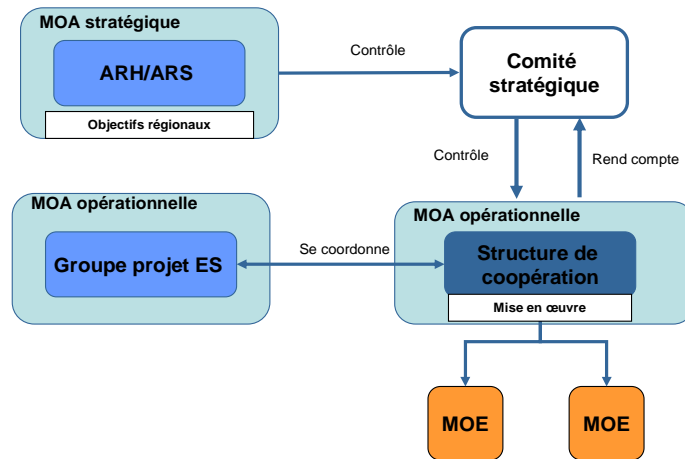 MOA stratégique
ARH/ARS
Objectifs régionaux
Contrôle
Comité
stratégique
Contrôle
Rend compte
MOA opérationnelle
Groupe projet ES
Se coordonne
MOA opérationnelle
Structure de
coopération
Mise en œuvre
MOE
MOE